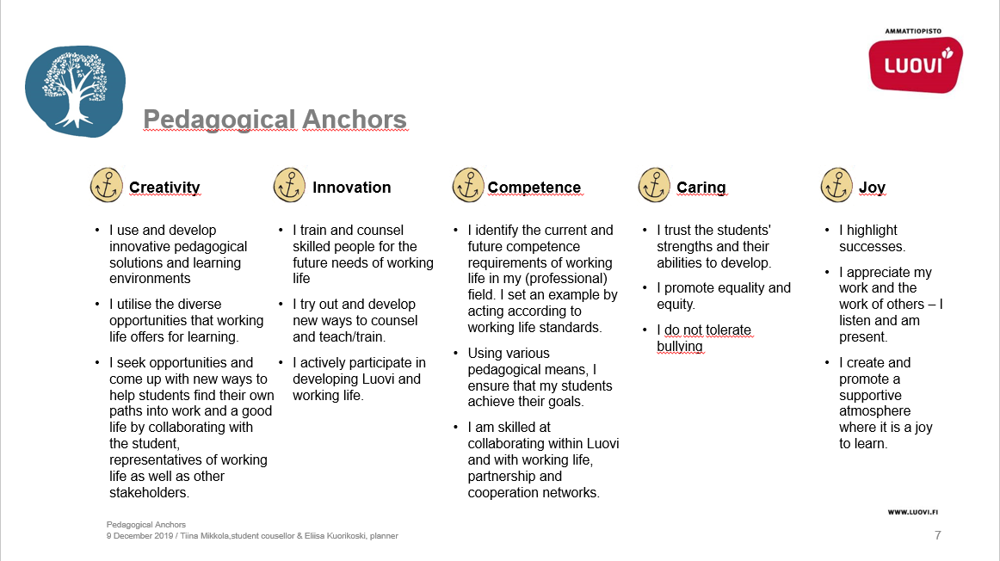 AMMATTIOPISTO
LUOVI
Pedagogical Anchors
Creativity
I use and develop
innovative pedagogical
solutions and learning
environments
I utilise the diverse
opportunities that working
life offers for learning.
I seek opportunities and
come up with new ways to
help students find their own
paths into work and a good
life by collaborating with
the student,
representatives of working
life as well as other
stakeholders.
Innovation
I train and counsel
skilled people for the
future needs of working
life
I try out and develop
new ways to counsel
and teach/train.
I actively participate in
developing Luovi and
working life.
Competence
I identify the current and
future competence
requirements of working
life in my (professional)
field. I set an example by
acting according to
working life standards.
Using various
pedagogical means, I
ensure that my students
achieve their goals.
I am skilled at
collaborating within Luovi
and with working life,
partnership and
cooperation networks.
Caring
I trust the students'
strengths and their
abilities to develop.
I promote equality and
equity.
I do not tolerate
bullying
Joy
I highlight
successes.
I appreciate my
work and the
work of others – I
listen and am
present.
I create and
promote a
supportive
atmosphere
where it is a joy
to learn.
WWW.LUOVI.FI
Pedagogical Anchors
9 December 2019 / Tiina Mikkola,student cousellor & Eliisa Kuorikoski, planner
7